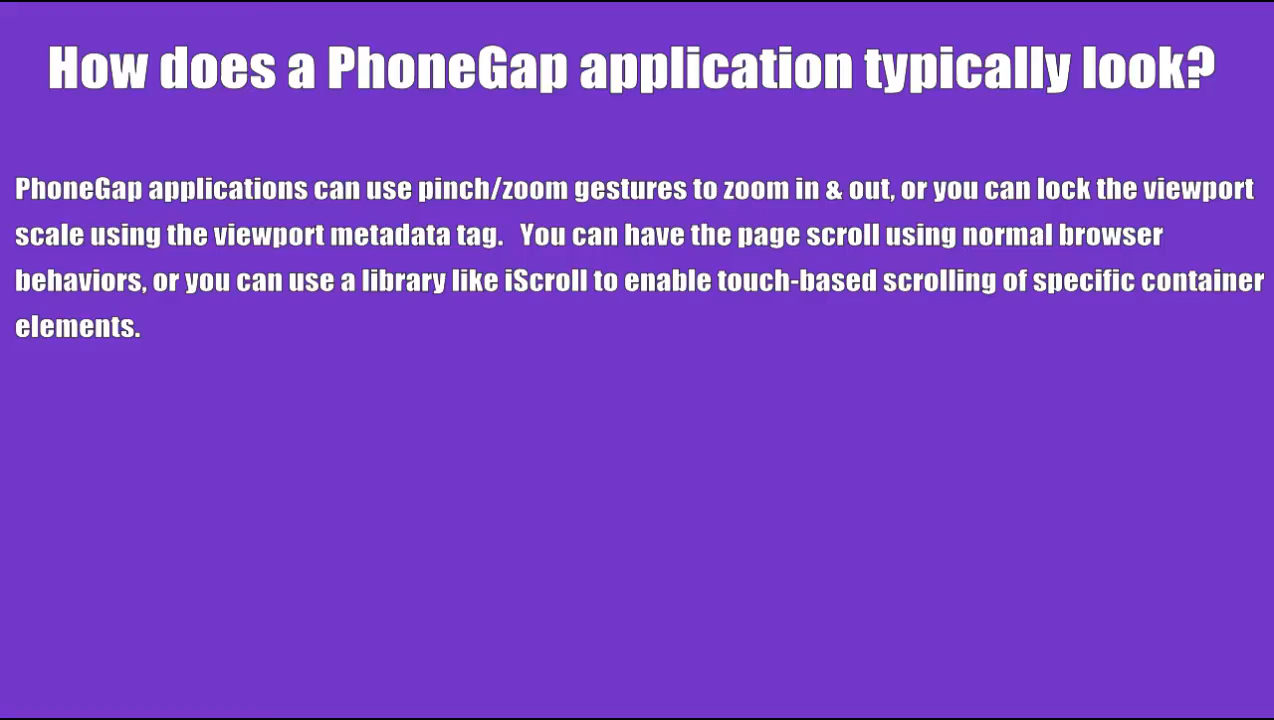 How does a PhoneGap application typically look?
PhoneGap applications can use pinch/zoom gestures to zoom in & out, or you can lock the viewport
scale using the viewport metadata tag.   You can have the page scroll using normal browser
behaviors, or you can use a library like iScroll to enable touch-based scrolling of specific container
elements.